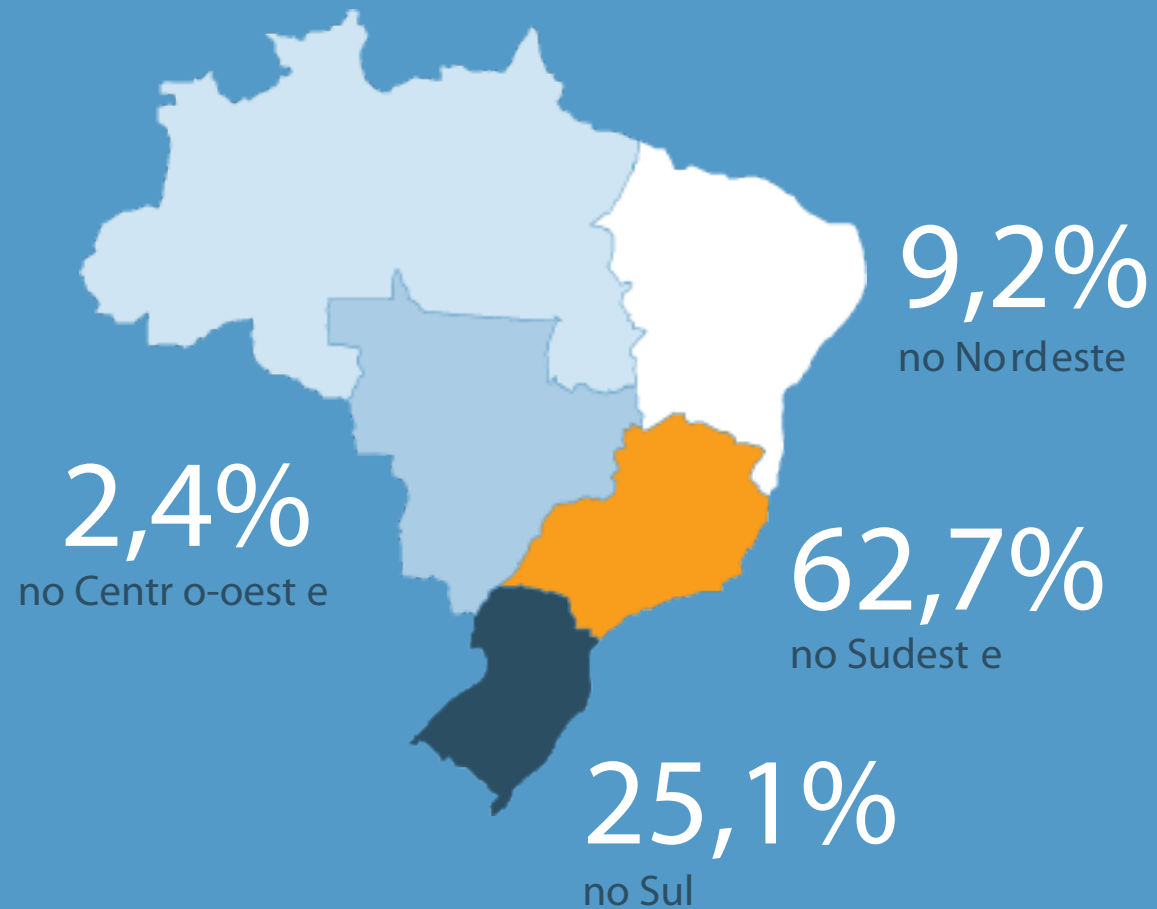 9,2%
no Nordeste
2,4%
no Centr o-oest e
62,7%
no Sudest e
25,1%
no Sul